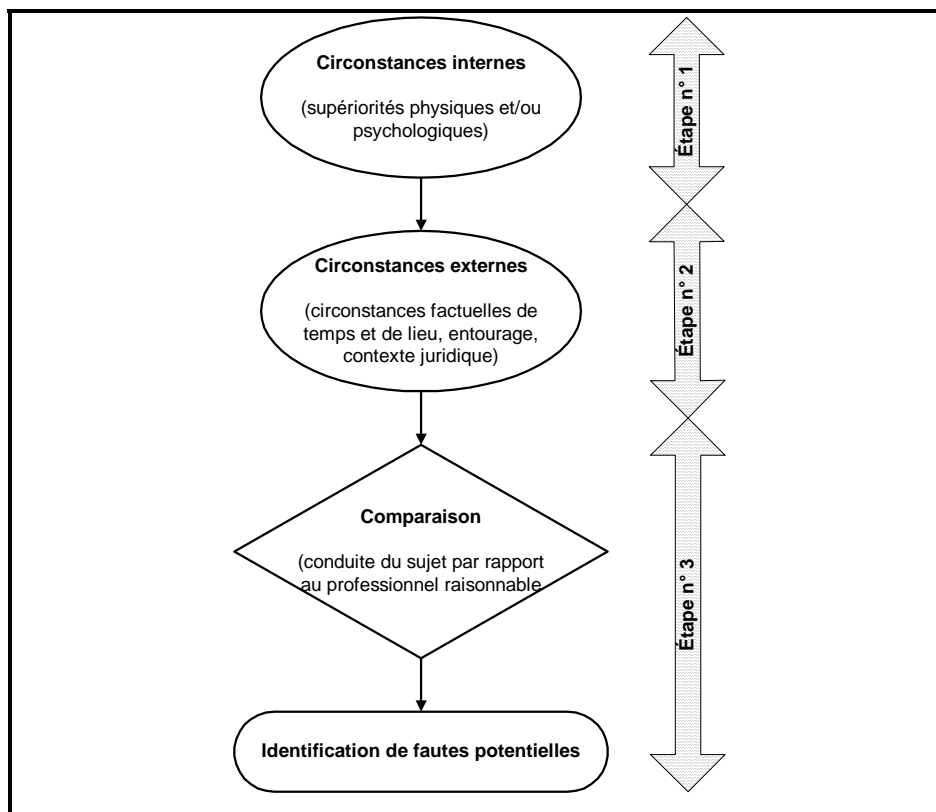 Circonstances internes
(supériorités physiques et/ou
psychologiques)
Étape n° 1
Circonstances externes
(circonstances factuelles de
temps et de lieu, entourage,
contexte juridique)
Étape n° 2
Comparaison
(conduite du sujet par rapport
au professionnel raisonnable
Étape n° 3
Identification de fautes potentielles